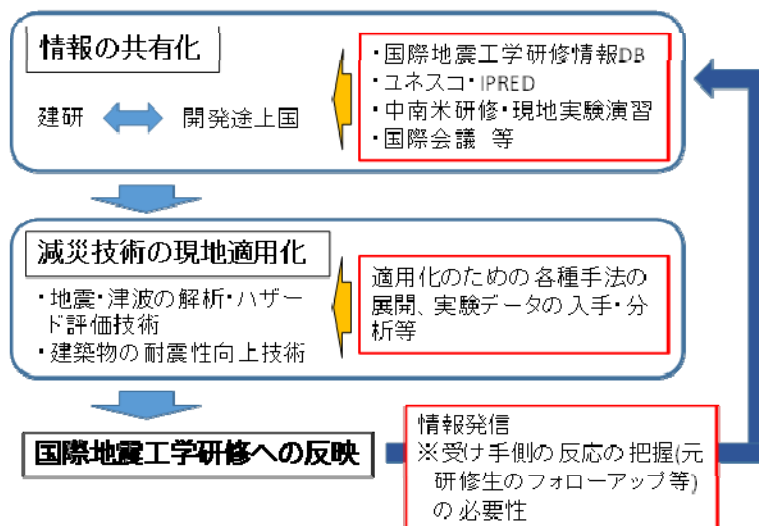 情報の共有化
建研
開発途上国
・国際地震工学研修情報DB
・ユネスコ・IPRED
・中南米研修・現地実験演習
・国際会議 等
減災技術の現地適用化
・地震・津波の解析・ハザー
ド評価技術
・建築物の耐震性向上技術
適用化のための各種手法の
展開、実験データの入手・分
析等
国際地震工学研修への反映
情報発信
※受け手側の反応の把握(元
研修生のフォローアップ等)
の必要性